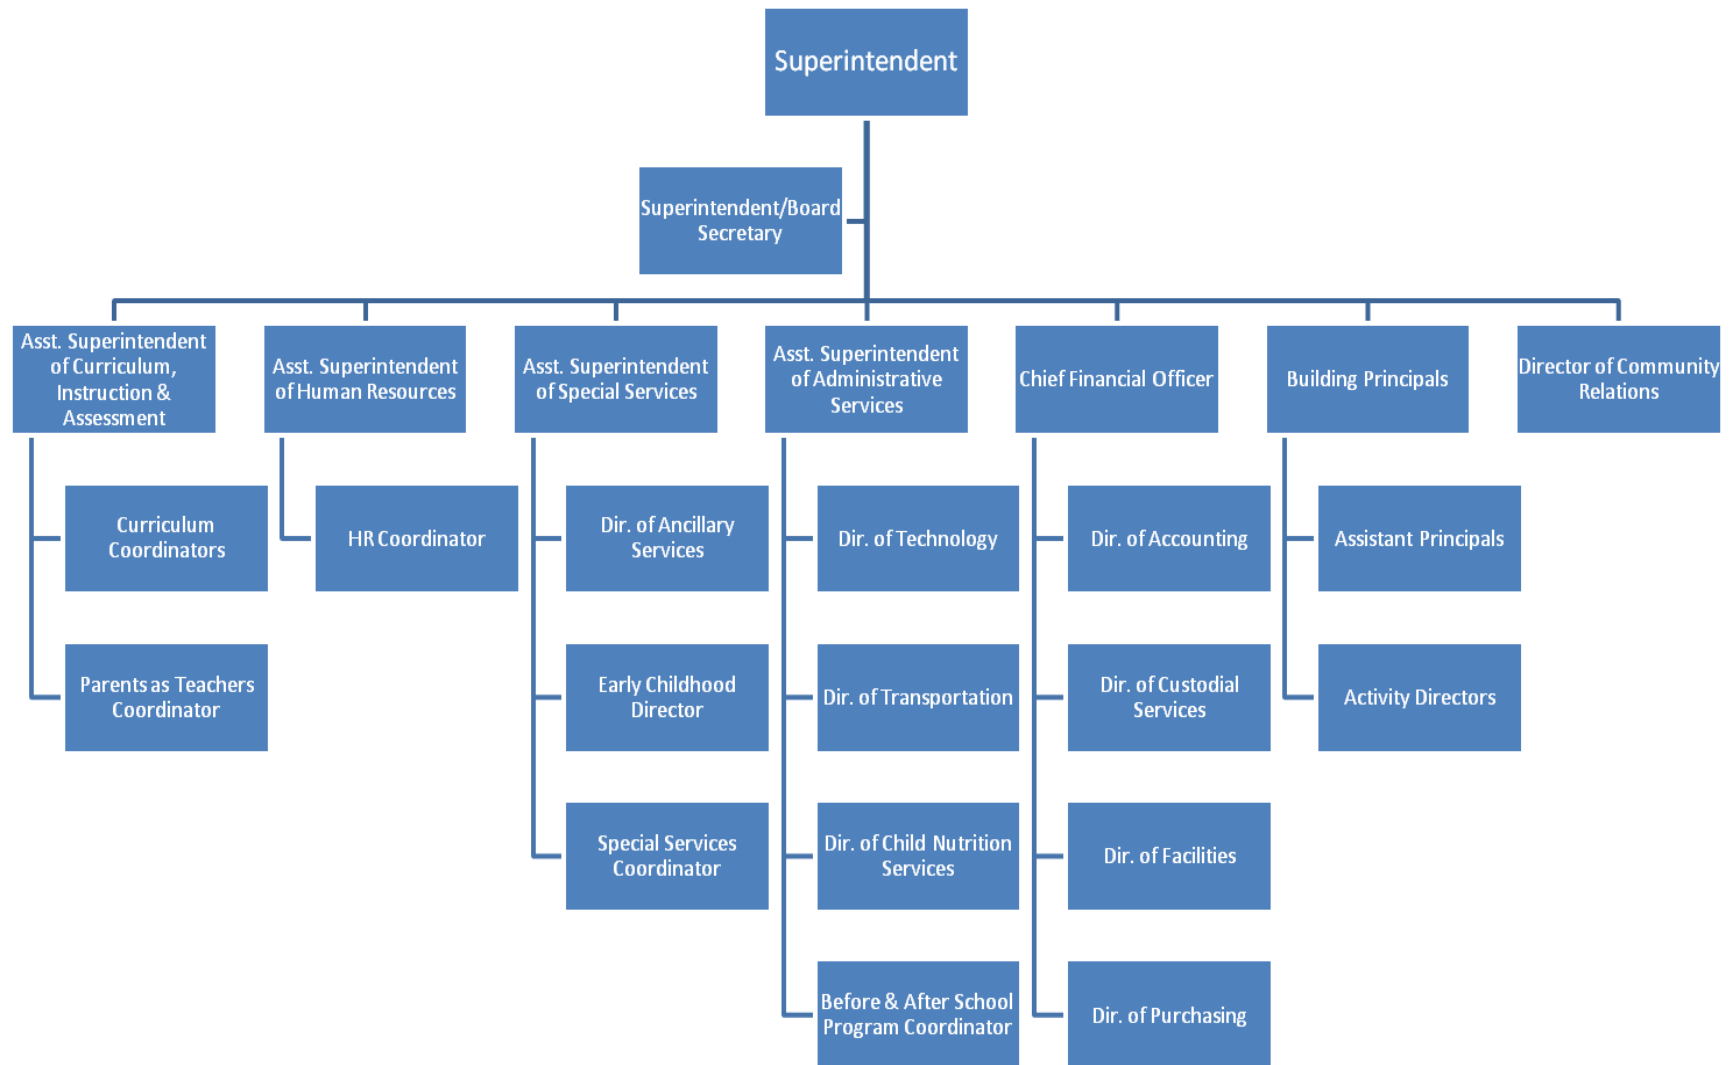 Superintendent
Superintendent/Board
Secretary
Asst. Superintendent
of Curriculum,
Instruction &
Assessment
Asst. Superintendent
of Human Resources
Asst. Superintendent
of Special Services
Asst. Superintendent
of Administrative
Services
Chief Financial Officer
Building Principals
Director of Community
Relations
Curriculum
Coordinators
HR Coordinator
Dir. of Ancillary
Services
Dir. of Technology
Dir. of Accounting
Assistant Principals
Parents as Teachers
Coordinator
Early Childhood
Director
Dir. of Transportation
Dir. of Custodial
Services
Activity Directors
Special Services
Coordinator
Dir. of Child Nutrition
Services
Dir. of Facilities
Before & After School
Program Coordinator
Dir. of Purchasing